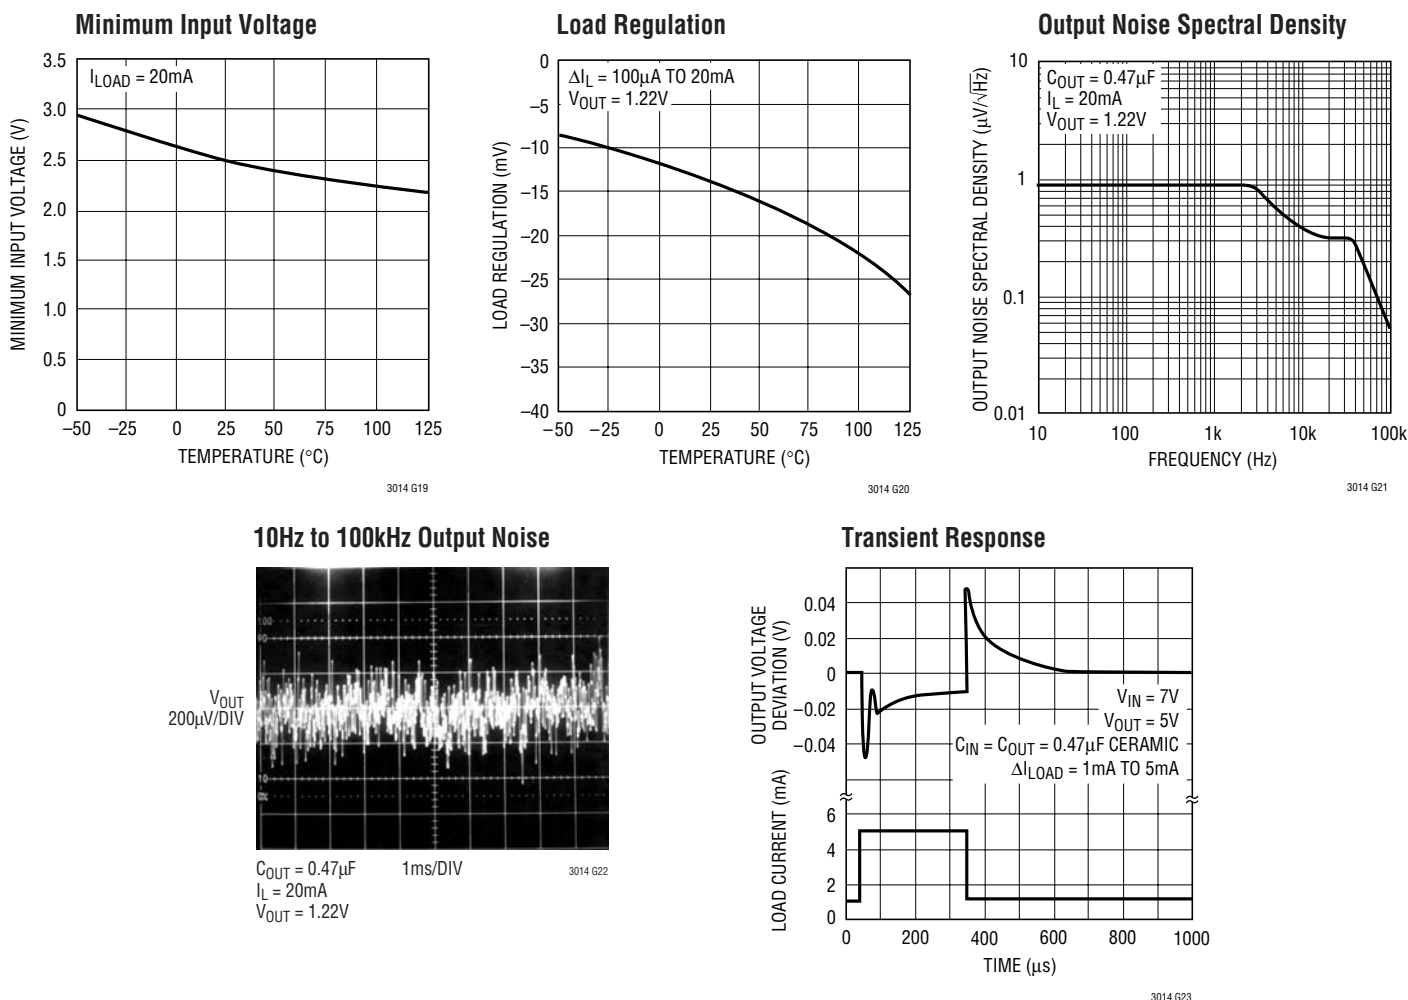 Minimum Input Voltage
MINIMUM INPUT VOLTAGE (V)
3.5
3.0
2.5
2.0
1.5
1.0
0.5
0
I_LOAD = 20mA
–50 –25 0 25 50 75 100 125
TEMPERATURE (°C)
3014 G19
Load Regulation
LOAD REGULATION (mV)
0
–5
–10
–15
–20
–25
–30
–35
–40
ΔI_L = 100µA TO 20mA
V_OUT = 1.22V
–50 –25 0 25 50 75 100 125
TEMPERATURE (°C)
3014 G20
Output Noise Spectral Density
OUTPUT NOISE SPECTRAL DENSITY (µV/√Hz)
10
1
0.1
0.01
C_OUT = 0.47µF
I_L = 20mA
V_OUT = 1.22V
10 100 1k 10k 100k
FREQUENCY (Hz)
3014 G21
10Hz to 100kHz Output Noise
V_OUT
200µV/DIV
100
90
10
0%
C_OUT = 0.47µF 1ms/DIV 3014 G22
I_L = 20mA
V_OUT = 1.22V
Transient Response
OUTPUT VOLTAGE
DEVIATION (V)
0.04
0.02
0
–0.02
–0.04
V_IN = 7V
V_OUT = 5V
C_IN = C_OUT = 0.47µF CERAMIC
ΔI_LOAD = 1mA TO 5mA
LOAD CURRENT (mA)
6
4
2
0
0 200 400 600 800 1000
TIME (µs)
3014 G23